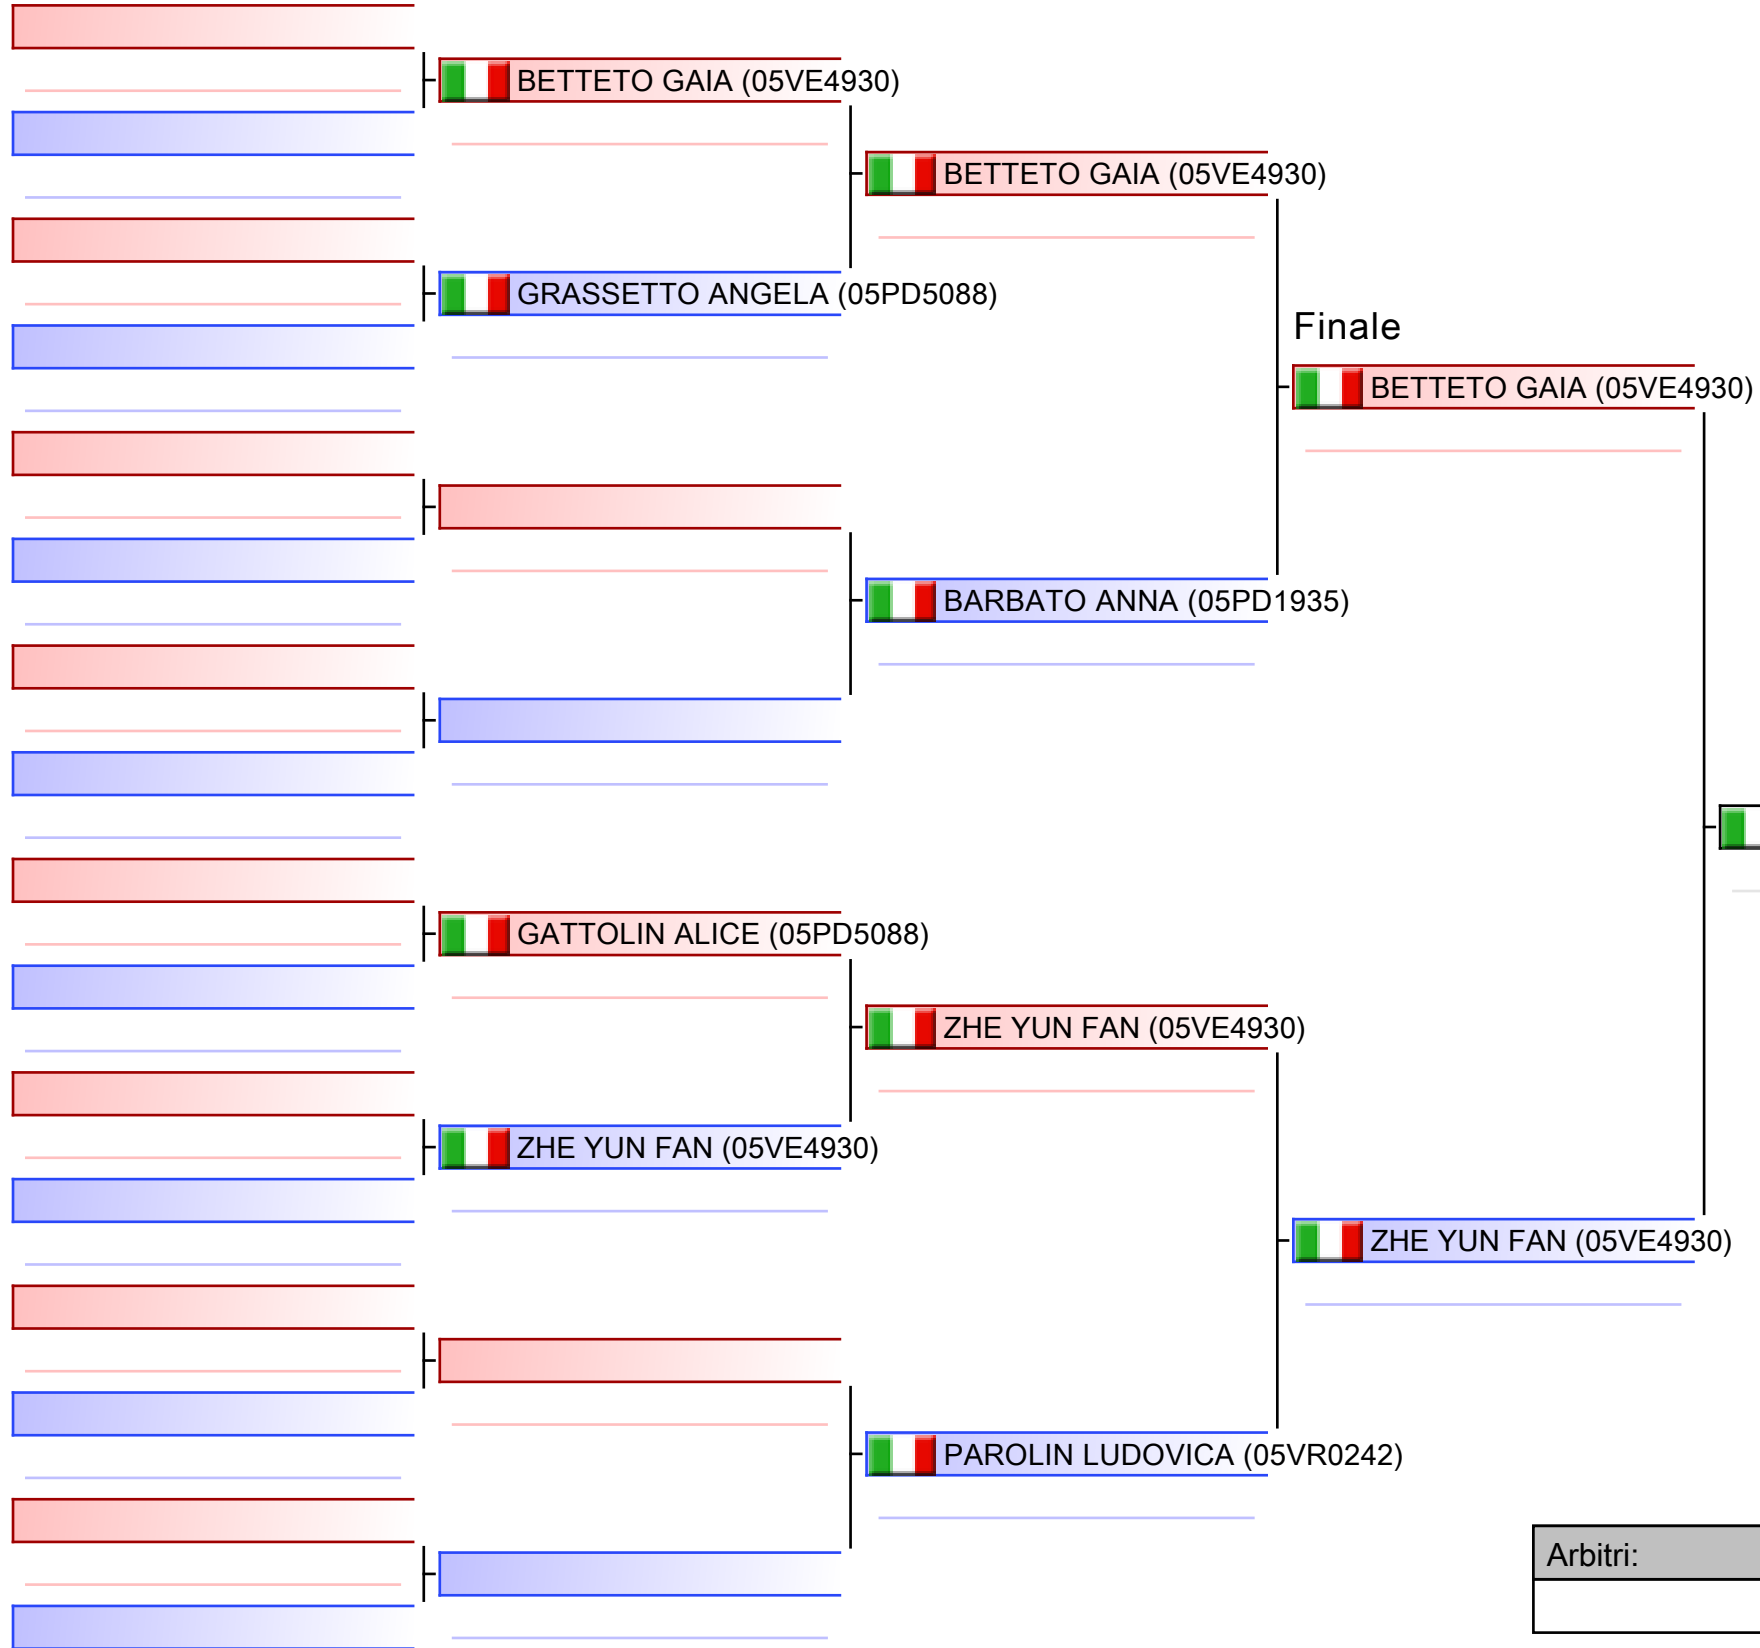 BETTETO GAIA (05VE4930)
BETTETO GAIA (05VE4930)
GRASSETTO ANGELA (05PD5088)
Finale
BETTETO GAIA (05VE4930)
BARBATO ANNA (05PD1935)
GATTOLIN ALICE (05PD5088)
ZHE YUN FAN (05VE4930)
ZHE YUN FAN (05VE4930)
ZHE YUN FAN (05VE4930)
PAROLIN LUDOVICA (05VR0242)
Arbitri: